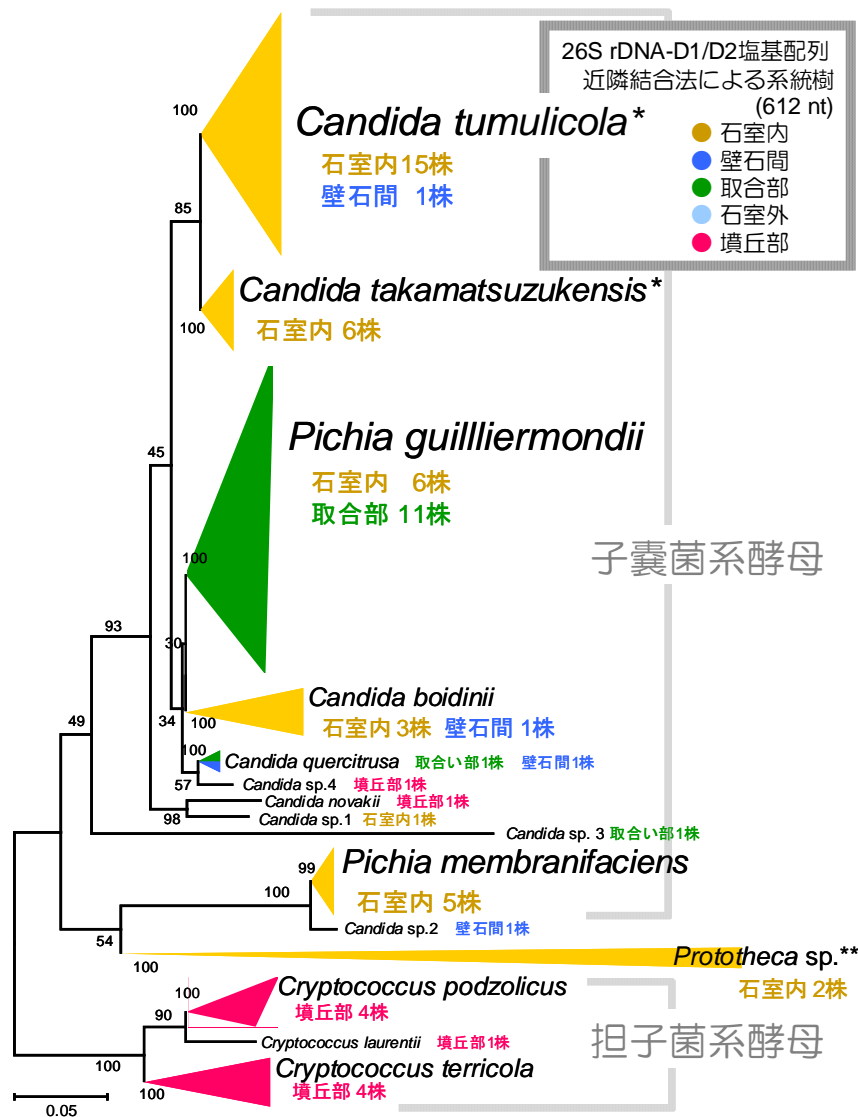 26S rDNA-D1/D2塩基配列
近隣結合法による系統樹
(612 nt)
石室内
壁石間
取合部
石室外
墳丘部
100
Candida tumulicola*
石室内15株
壁石間 1株
85
Candida takamatsuzukensis*
100
石室内 6株
Pichia guillliermondii
45
石室内 6株
取合部 11株
100
子嚢菌系酵母
93
30
Candida boidinii
34
100
石室内 3株 壁石間 1株
49
100
Candida quercitrusa 取合い部1株 壁石間1株
57
Candida sp.4 墳丘部1株
Candida novakii 墳丘部1株
98
Candida sp.1 石室内1株
Candida sp. 3 取合い部1株
99
Pichia membranifaciens
100
石室内 5株
Candida sp.2 壁石間1株
54
Prototheca sp.**
100
石室内 2株
100
Cryptococcus podzolicus
墳丘部 4株
90
Cryptococcus laurentii 墳丘部1株
担子菌系酵母
100
Cryptococcus terricola
100
墳丘部 4株
0.05